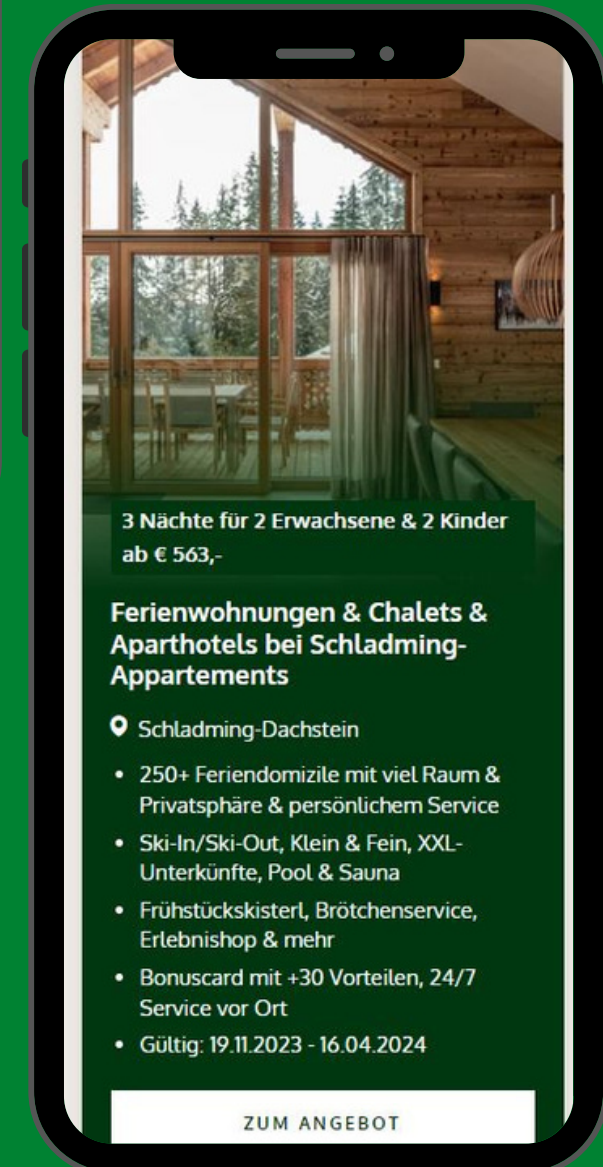 3 Nächte für 2 Erwachsene & 2 Kinder
ab € 563,-
Ferienwohnungen & Chalets &
Aparthotels bei Schladming-
Appartements
Schladming-Dachstein
• 250+ Feriendomizile mit viel Raum &
Privatsphäre & persönlichem Service
• Ski-In/Ski-Out, Klein & Fein, XXL-
Unterkünfte, Pool & Sauna
• Frühstückskisterl, Brötchenservice,
Erlebnishop & mehr
• Bonuscard mit +30 Vorteilen, 24/7
Service vor Ort
• Gültig: 19.11.2023 - 16.04.2024
ZUM ANGEBOT